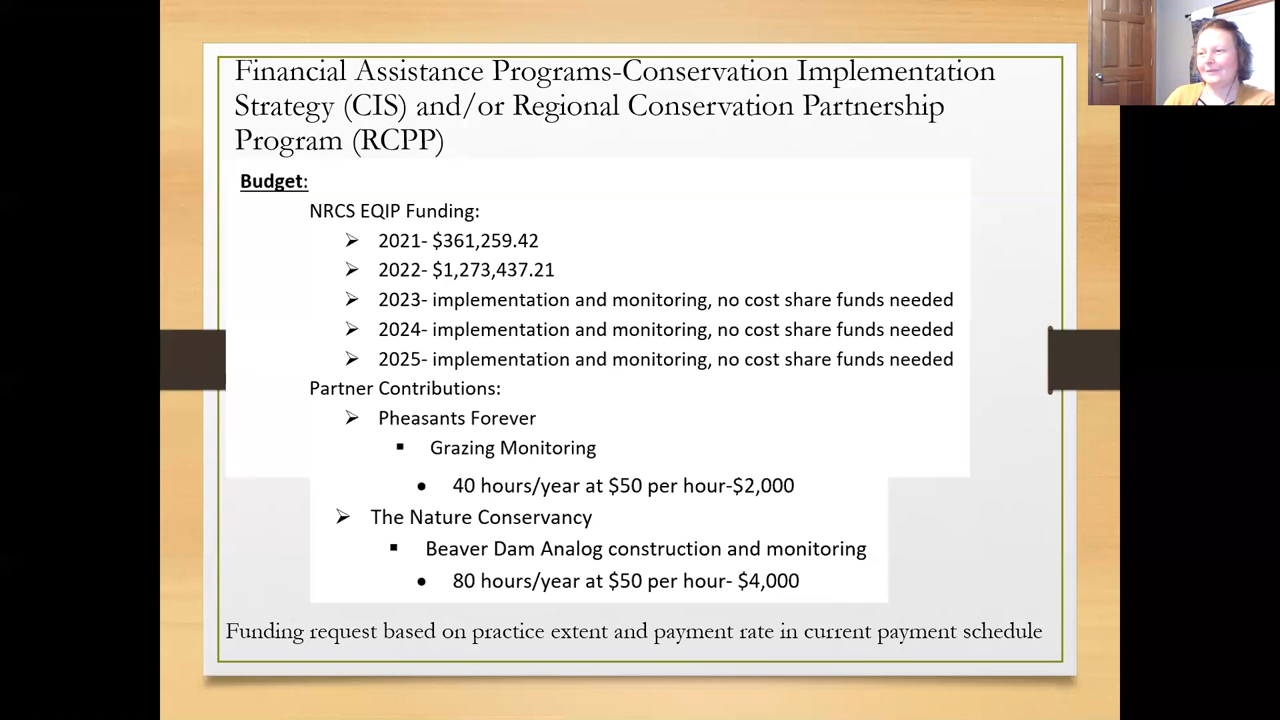 Financial Assistance Programs-Conservation Implementation
Strategy (CIS) and/or Regional Conservation Partnership
Program (RCPP)
Budget:
NRCS EQIP Funding:
➢ 2021- $361,259.42
➢ 2022- $1,273,437.21
➢ 2023- implementation and monitoring, no cost share funds needed
➢ 2024- implementation and monitoring, no cost share funds needed
➢ 2025- implementation and monitoring, no cost share funds needed
Partner Contributions:
➢ Pheasants Forever
▪ Grazing Monitoring
• 40 hours/year at $50 per hour-$2,000
➢ The Nature Conservancy
▪ Beaver Dam Analog construction and monitoring
• 80 hours/year at $50 per hour- $4,000
Funding request based on practice extent and payment rate in current payment schedule